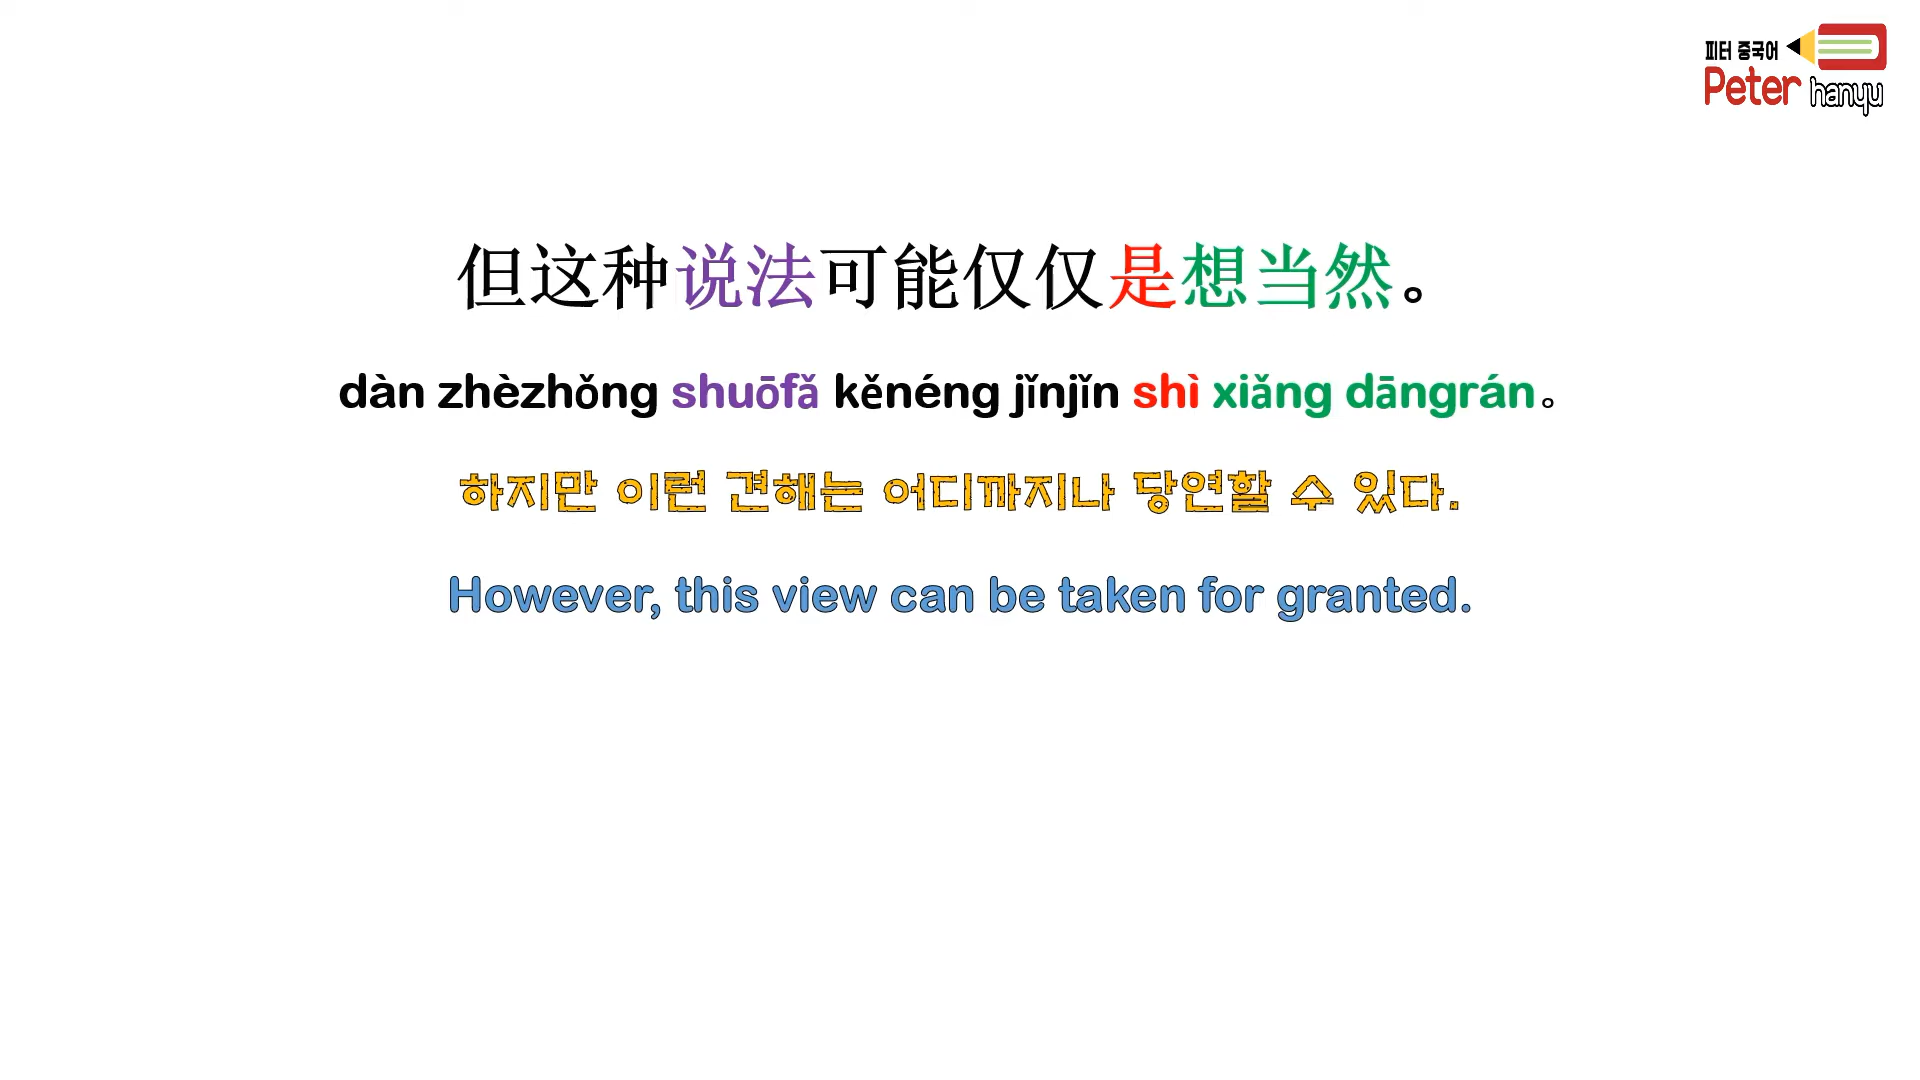 피터 중국어
Peter hanyu
但这种说法可能仅仅是想当然。
dàn zhèzhǒng shuōfǎ kěnéng jǐnjǐn shì xiǎng dāngrán。
하지만 이런 견해는 어디까지나 당연할 수 있다.
However, this view can be taken for granted.